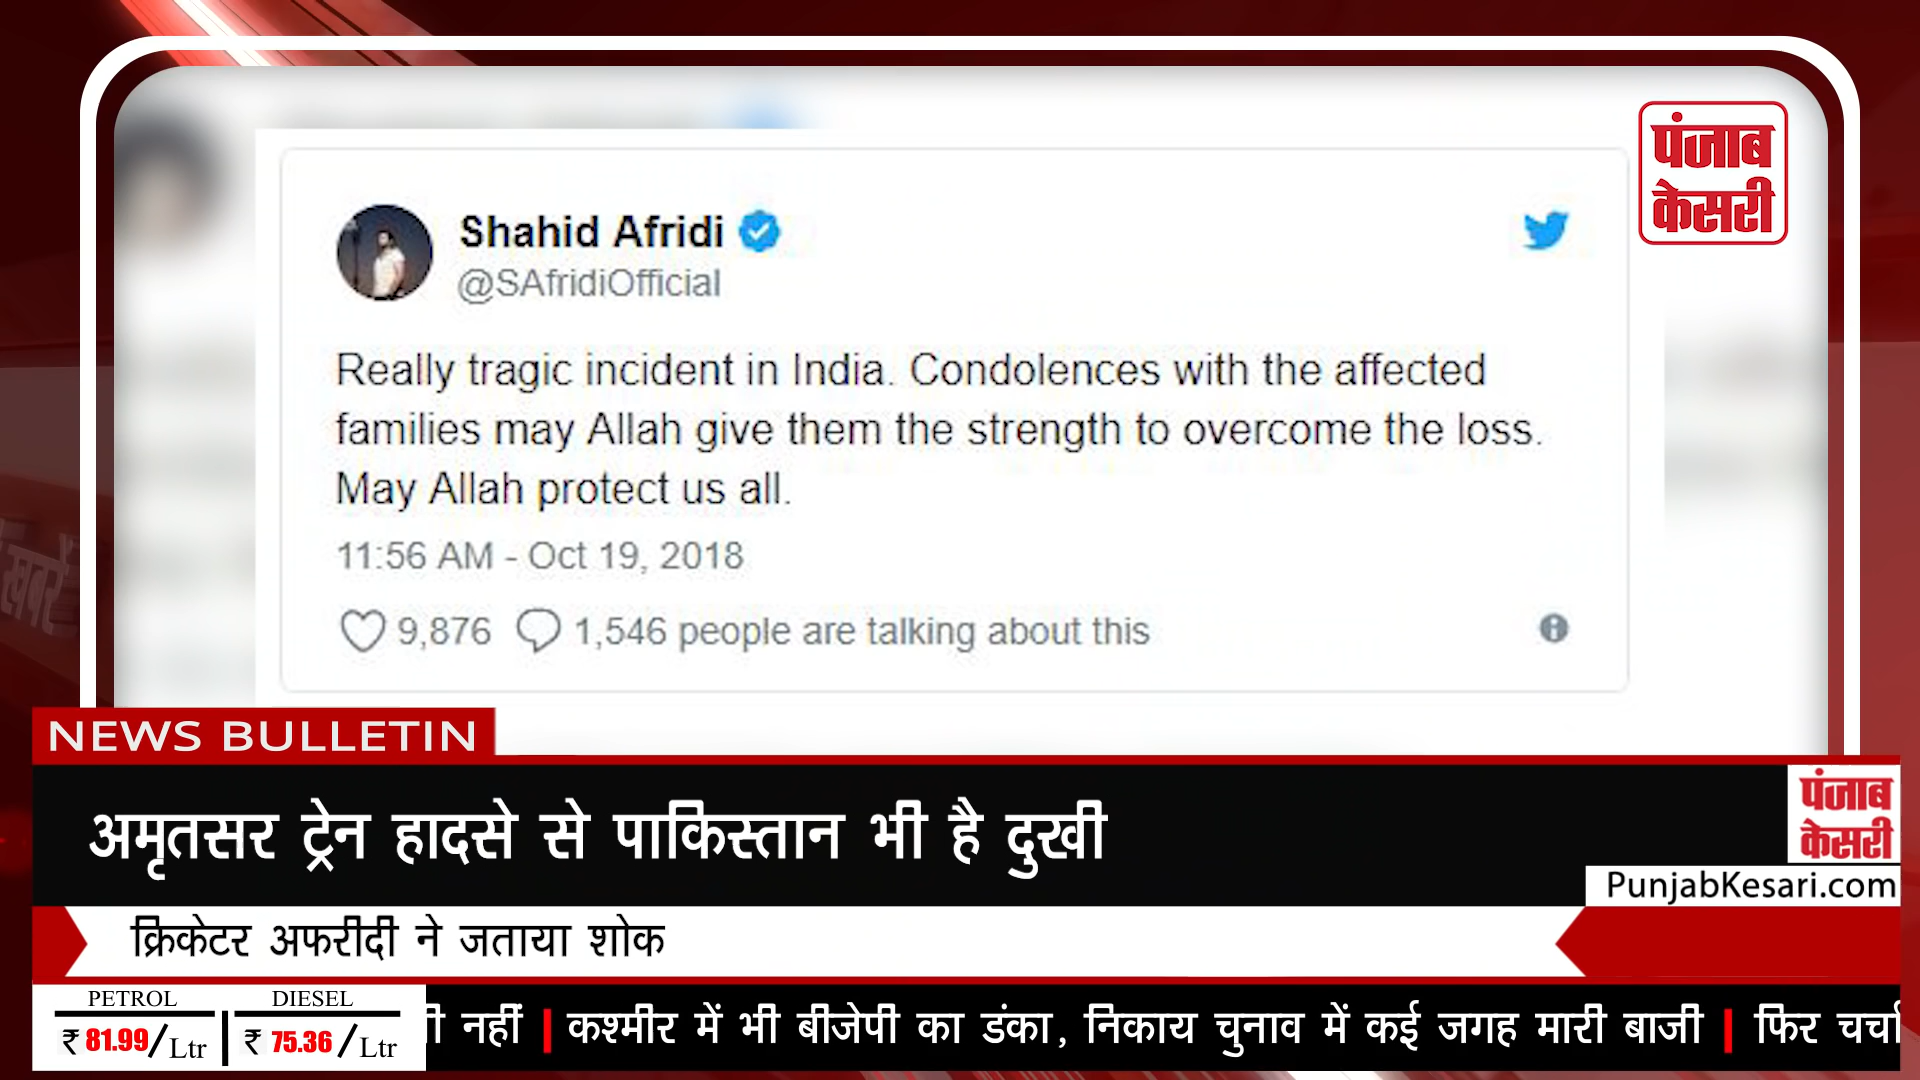 पंजाब
केसरी
Shahid Afridi
@SAfridiOfficial
Really tragic incident in India. Condolences with the affected
families may Allah give them the strength to overcome the loss.
May Allah protect us all.
11:56 AM - Oct 19, 2018
9,876 1,546 people are talking about this
NEWS BULLETIN
अमृतसर ट्रेन हादसे से पाकिस्तान भी है दुखी
पंजाब
केसरी
PunjabKesari.com
क्रिकेटर अफरीदी ने जताया शोक
PETROL DIESEL
₹ 81.99/Ltr ₹ 75.36/Ltr
नहीं | कश्मीर में भी बीजेपी का डंका, निकाय चुनाव में कई जगह मारी बाजी | फिर चर्चा